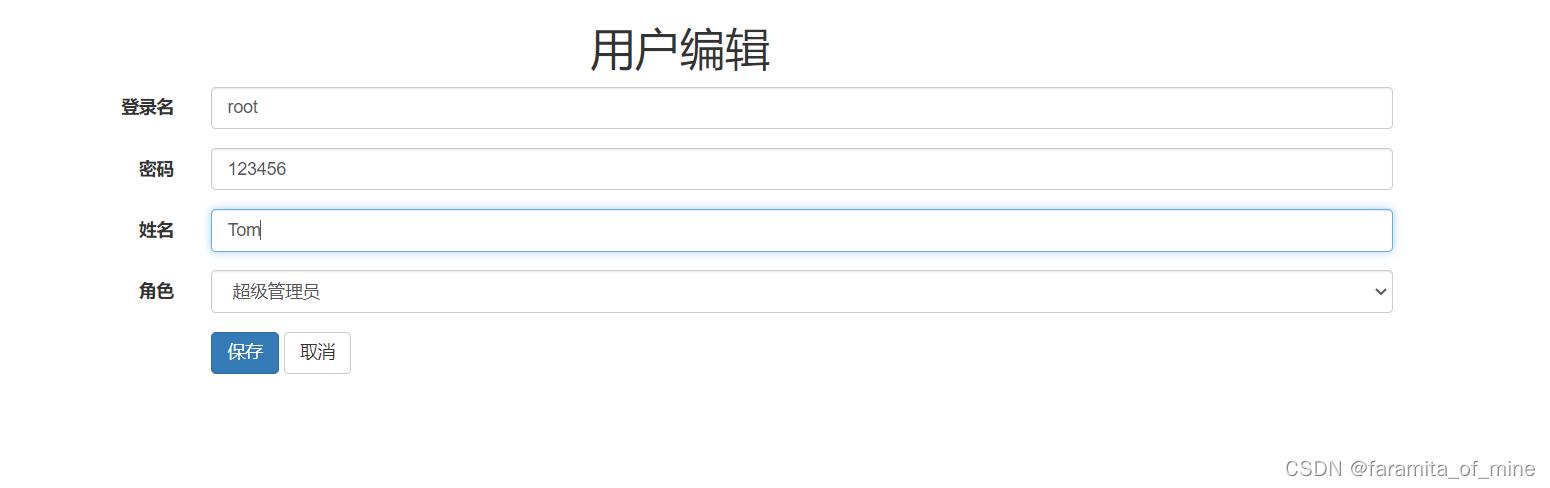 用户编辑
登录名 root
密码 123456
姓名 Tom
角色 超级管理员
保存 取消
CSDN @faramita_of_mine